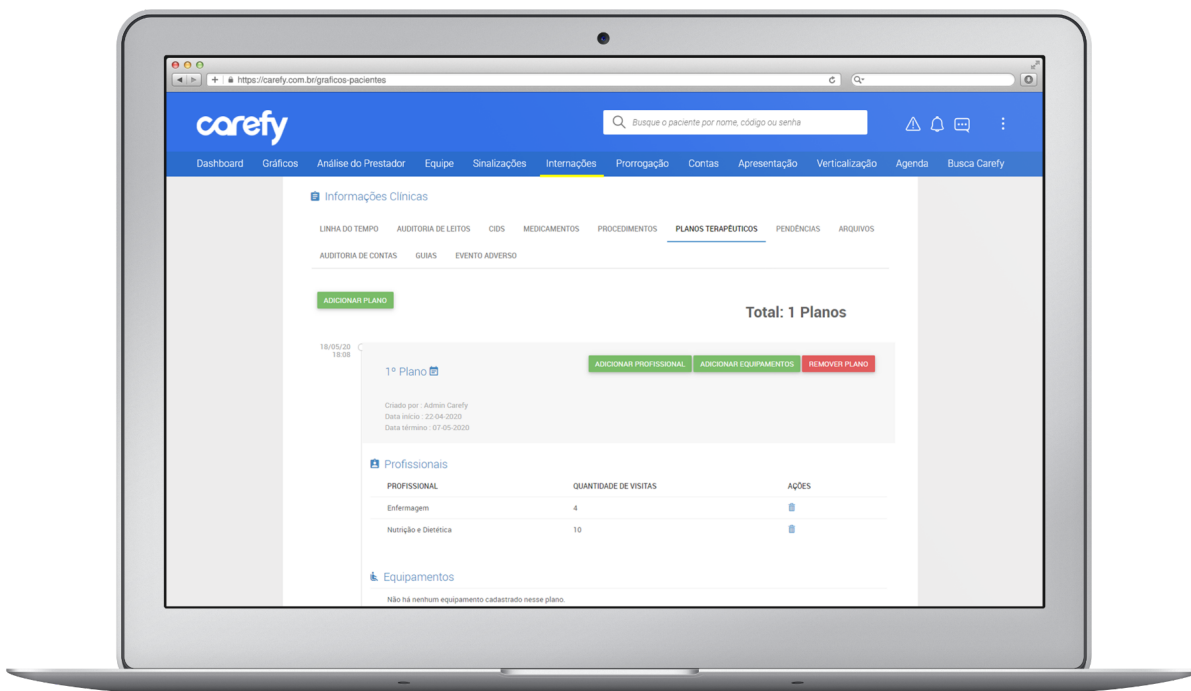 https://carefy.com.br/graficos-pacientes
carefy
Busque o paciente por nome, código ou senha
Dashboard Gráficos Análise do Prestador Equipe Sinalizações Internações Prorrogação Contas Apresentação Verticalização Agenda Busca Carefy
Informações Clínicas
LINHA DO TEMPO AUDITORIA DE LEITOS CIDS MEDICAMENTOS PROCEDIMENTOS PLANOS TERAPÊUTICOS PENDÊNCIAS ARQUIVOS
AUDITORIA DE CONTAS GUIAS EVENTO ADVERSO
ADICIONAR PLANO
Total: 1 Planos
18/05/20
18:08
ADICIONAR PROFISSIONAL ADICIONAR EQUIPAMENTOS REMOVER PLANO
1º Plano
Criado por : Admin Carefy
Data início : 22-04-2020
Data término : 07-05-2020
Profissionais
PROFISSIONAL QUANTIDADE DE VISITAS AÇÕES
Enfermagem 4
Nutrição e Dietética 10
Equipamentos
Não há nenhum equipamento cadastrado nesse plano.